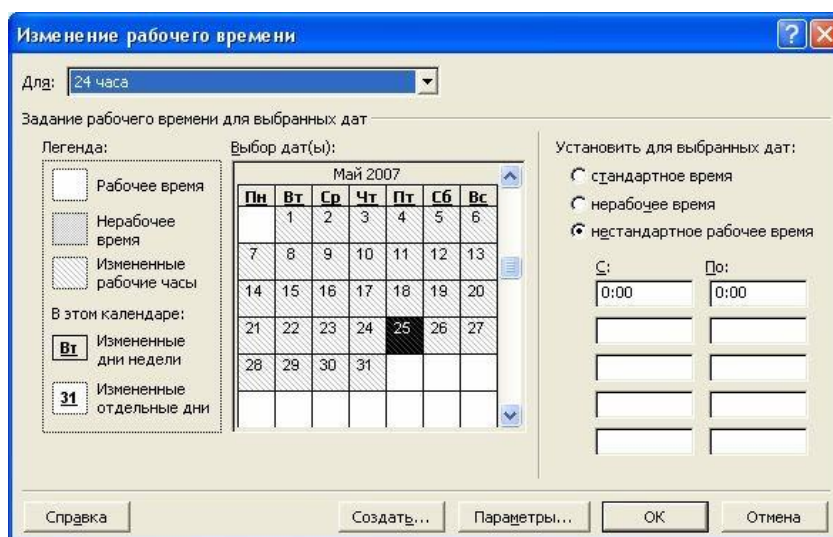 Изменение рабочего времени
Для: 24 часа
Задание рабочего времени для выбранных дат
Легенда:
Рабочее время
Нерабочее
время
Измененные
рабочие часы
В этом календаре:
Вт Измененные
дни недели
31 Измененные
отдельные дни
Выбор дат(ы):
Май 2007
Пн Вт Ср Чт Пт Сб Вс
1 2 3 4 5 6
7 8 9 10 11 12 13
14 15 16 17 18 19 20
21 22 23 24 25 26 27
28 29 30 31
Установить для выбранных дат:
стандартное время
нерабочее время
нестандартное рабочее время
С: По:
0:00 0:00
Справка Создать... Параметры... ОК Отмена